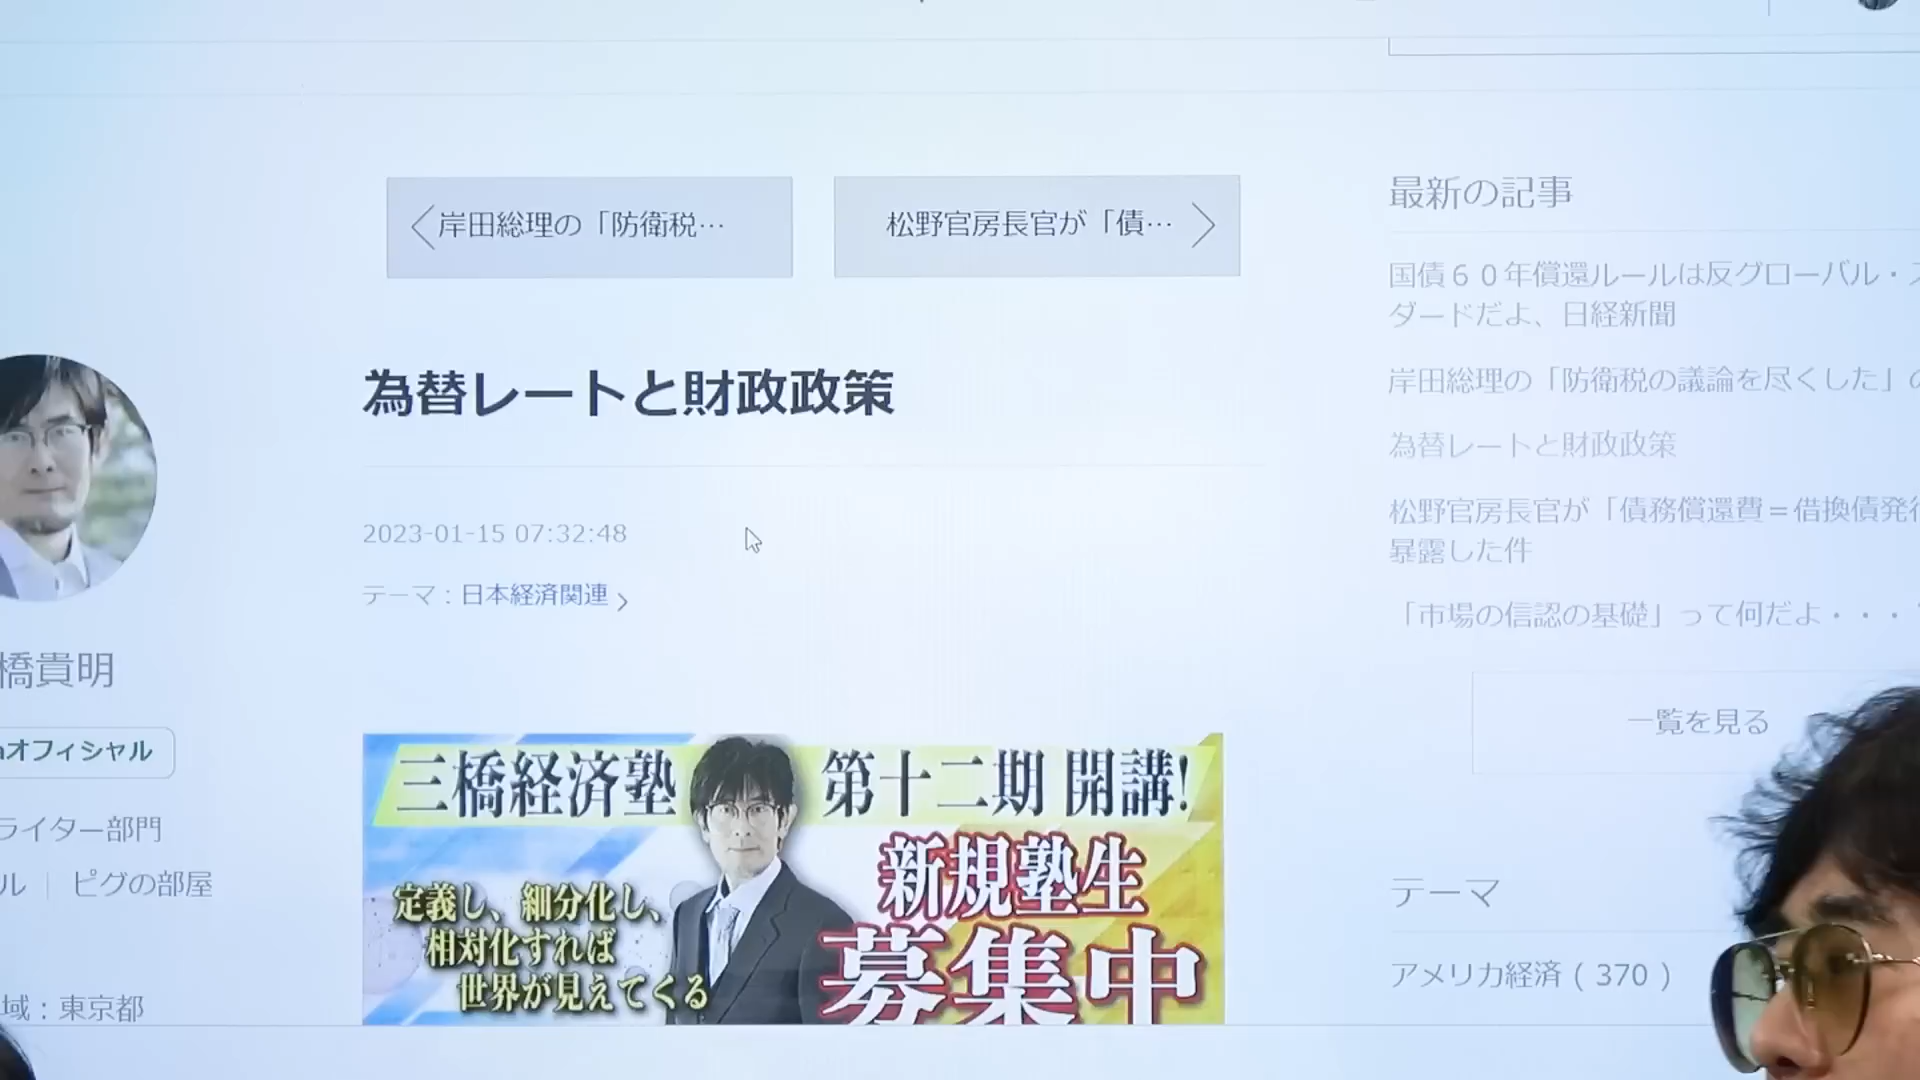 岸田総理の「防衛税…
松野官房長官が「債…
為替レートと財政政策
2023-01-15 07:32:48
テーマ：日本経済関連
三橋経済塾
第十二期 開講!
新規塾生
募集中
定義し、細分化し、
相対化すれば
世界が見えてくる
橋貴明
オフィシャル
ライター部門
ル | ピグの部屋
域：東京都
最新の記事
国債６０年償還ルールは反グローバル・
ダードだよ、日経新聞
岸田総理の「防衛税の議論を尽くした」
為替レートと財政政策
松野官房長官が「債務償還費＝借換債発行
暴露した件
「市場の信認の基礎」って何だよ・・・
一覧を見る
テーマ
アメリカ経済 ( 370 )